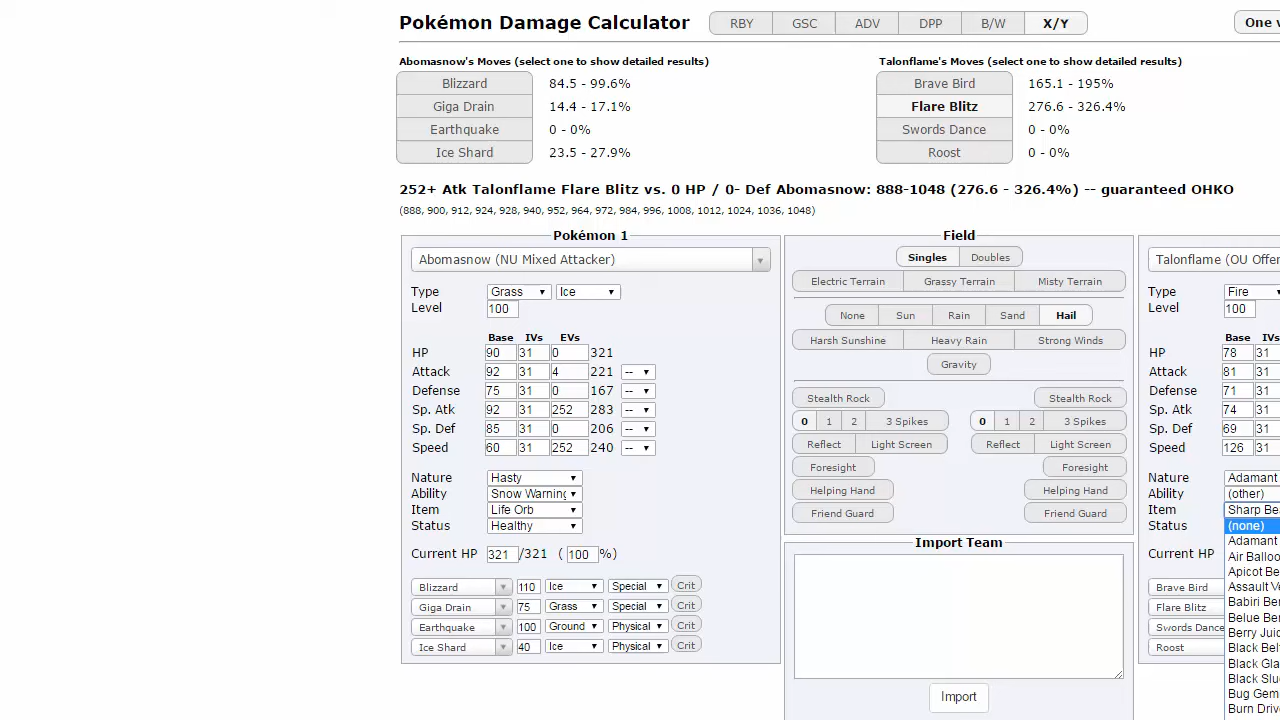 Pokémon Damage Calculator RBY GSC ADV DPP B/W X/Y One v
Abomasnow's Moves (select one to show detailed results) Talonflame's Moves (select one to show detailed results)
Blizzard 84.5 - 99.6% Brave Bird 165.1 - 195%
Giga Drain 14.4 - 17.1% Flare Blitz 276.6 - 326.4%
Earthquake 0 - 0% Swords Dance 0 - 0%
Ice Shard 23.5 - 27.9% Roost 0 - 0%
252+ Atk Talonflame Flare Blitz vs. 0 HP / 0- Def Abomasnow: 888-1048 (276.6 - 326.4%) -- guaranteed OHKO
(888, 900, 912, 924, 928, 940, 952, 964, 972, 984, 996, 1008, 1012, 1024, 1036, 1048)
Pokémon 1
Abomasnow (NU Mixed Attacker)
Type Grass Ice
Level 100
Base IVs EVs
HP 90 31 0 321
Attack 92 31 4 221 --
Defense 75 31 0 167 --
Sp. Atk 92 31 252 283 --
Sp. Def 85 31 0 206 --
Speed 60 31 252 240 --
Nature Hasty
Ability Snow Warning
Item Life Orb
Status Healthy
Current HP 321 /321 ( 100 %)
Blizzard 110 Ice Special Crit
Giga Drain 75 Grass Special Crit
Earthquake 100 Ground Physical Crit
Ice Shard 40 Ice Physical Crit
Field
Singles Doubles
Electric Terrain Grassy Terrain Misty Terrain
None Sun Rain Sand Hail
Harsh Sunshine Heavy Rain Strong Winds
Gravity
Stealth Rock Stealth Rock
0 1 2 3 Spikes 0 1 2 3 Spikes
Reflect Light Screen Reflect Light Screen
Foresight Foresight
Helping Hand Helping Hand
Friend Guard Friend Guard
Import Team
Import
Talonflame (OU Offen
Type Fire
Level 100
Base IVs
HP 78 31
Attack 81 31
Defense 71 31
Sp. Atk 74 31
Sp. Def 69 31
Speed 126 31
Nature Adamant
Ability (other)
Item Sharp Bea
Status (none)
Adamant
Air Balloo
Current HP
Apicot Be
Assault Ve
Brave Bird
Babiri Ber
Flare Blitz
Belue Ber
Swords Dance
Berry Juic
Roost
Black Belt
Black Gla
Black Slu
Bug Gem
Burn Drive